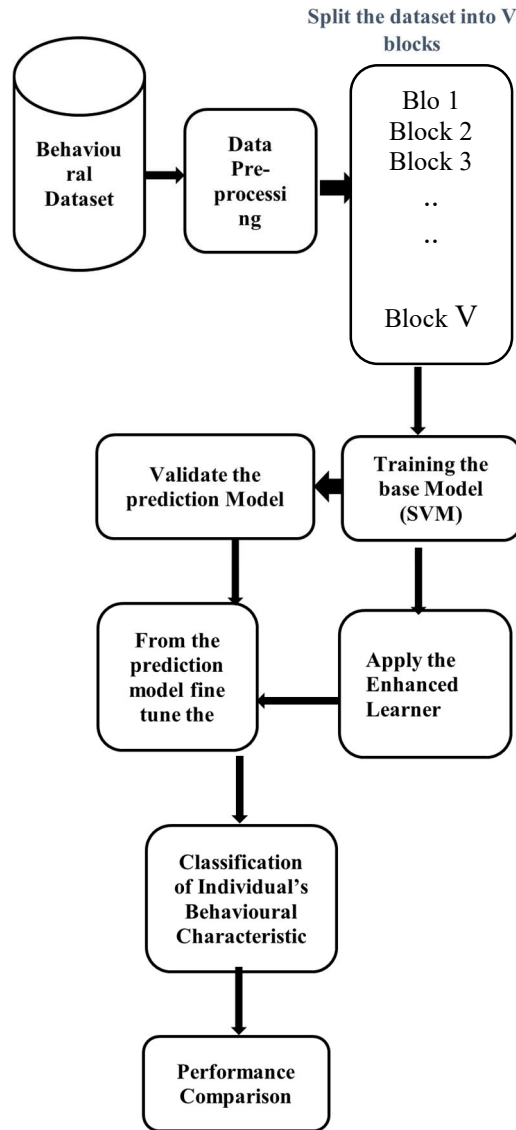 Split the dataset into V
blocks
Behaviou
ral
Dataset
Data
Pre-
processi
ng
Blo 1
Block 2
Block 3
..
..
Block V
Validate the
prediction Model
Training the
base Model
(SVM)
From the
prediction
model fine
tune the
Apply the
Enhanced
Learner
Classification
of Individual's
Behavioural
Characteristic
Performance
Comparison